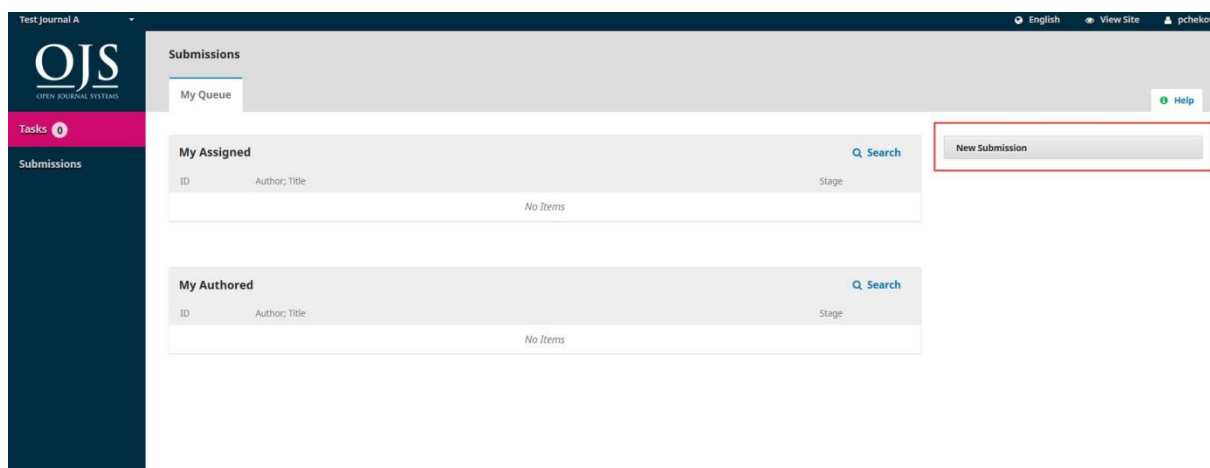 Test Journal A
English View Site
OJS
OPEN JOURNAL SYSTEMS
Tasks 0
Submissions
Submissions
My Queue
Help
My Assigned Search
ID Author; Title Stage
No Items
My Authored Search
ID Author; Title Stage
No Items
New Submission